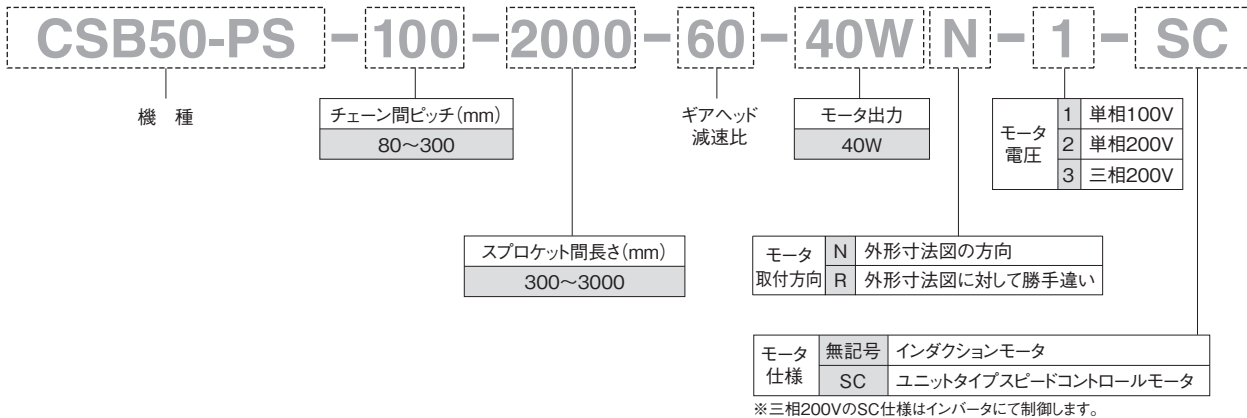 CSB50-PS-100-2000-60-40WN-1-SC
機 種
チェーン間ピッチ(mm)
80〜300
ギアヘッド
減速比
モータ出力
40W
モータ
電圧
1 単相100V
2 単相200V
3 三相200V
スプロケット間長さ(mm)
300〜3000
モータ
取付方向
N 外形寸法図の方向
R 外形寸法図に対して勝手違い
モータ
仕様
無記号 インダクションモータ
SC ユニットタイプスピードコントロールモータ
※三相200VのSC仕様はインバータにて制御します。